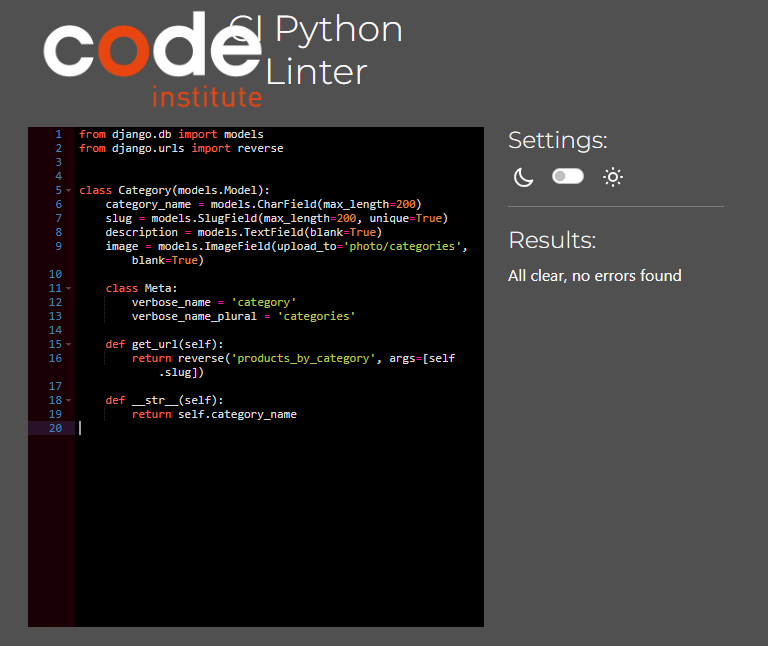 code
institute
CI Python
Linter
1 from django.db import models
2 from django.urls import reverse
3
4
5 class Category(models.Model):
6     category_name = models.CharField(max_length=200)
7     slug = models.SlugField(max_length=200, unique=True)
8     description = models.TextField(blank=True)
9     image = models.ImageField(upload_to='photo/categories',
        blank=True)
10
11     class Meta:
12         verbose_name = 'category'
13         verbose_name_plural = 'categories'
14
15     def get_url(self):
16         return reverse('products_by_category', args=[self
            .slug])
17
18     def __str__(self):
19         return self.category_name
20
Settings:
Results:
All clear, no errors found